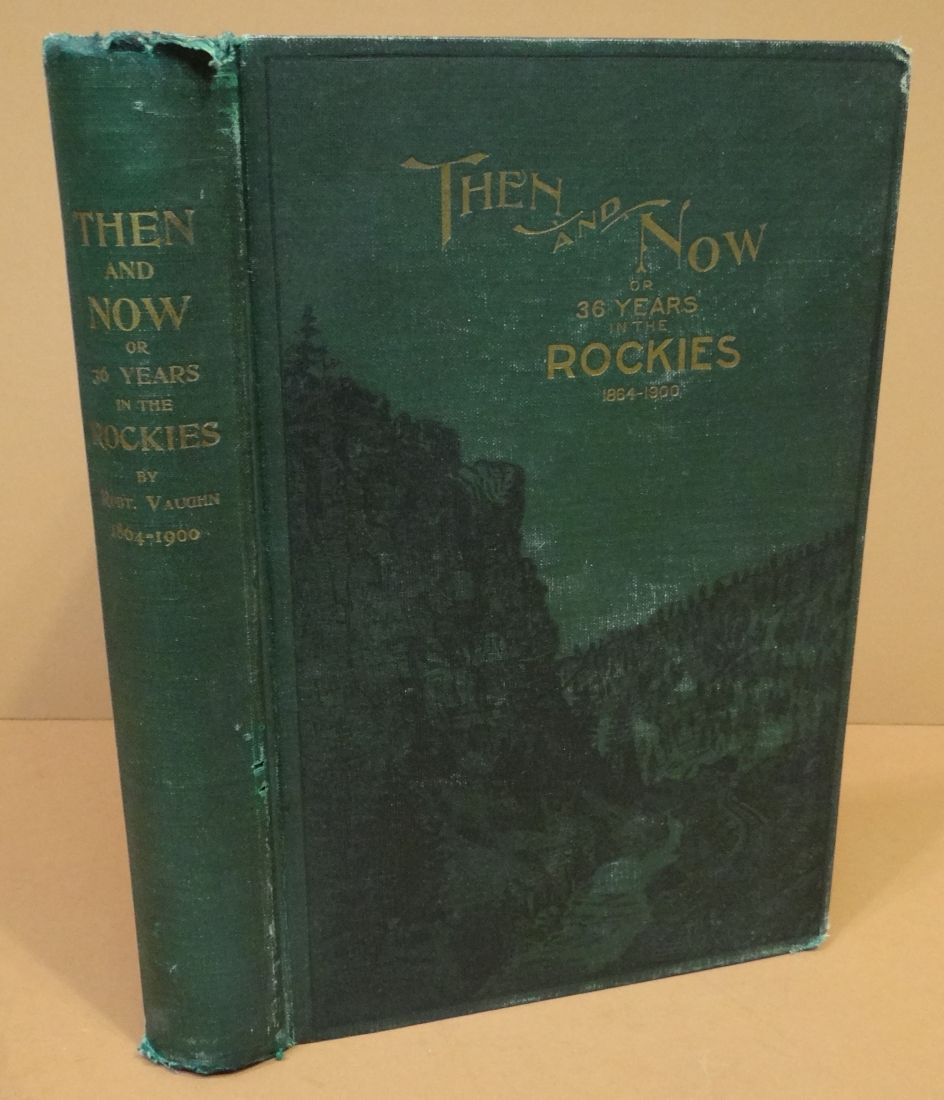 THEN
AND
NOW
OR
36 YEARS
IN THE
ROCKIES
BY
ROBT. VAUGHN
1864-1900
THEN
AND
NOW
OR
36 YEARS
IN THE
ROCKIES
1864-1900